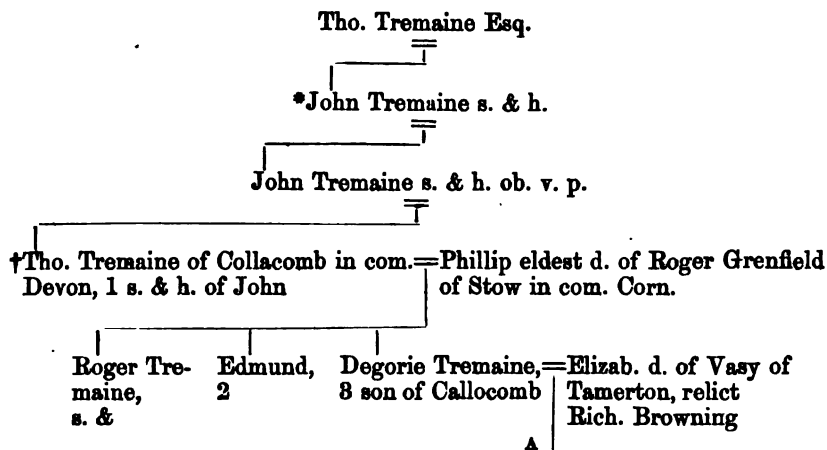 Tho. Tremaine Esq.
*John Tremaine s. & h.
John Tremaine s. & h. ob. v. p.
†Tho. Tremaine of Collacomb in com.=Phillip eldest d. of Roger Grenfield
Devon, 1 s. & h. of John
of Stow in com. Corn.
Roger Tre-
maine,
s. &
Edmund,
2
Degorie Tremaine,=Elizab. d. of Vasy of
3 son of Callocomb
Tamerton, relict
Rich. Browning
A